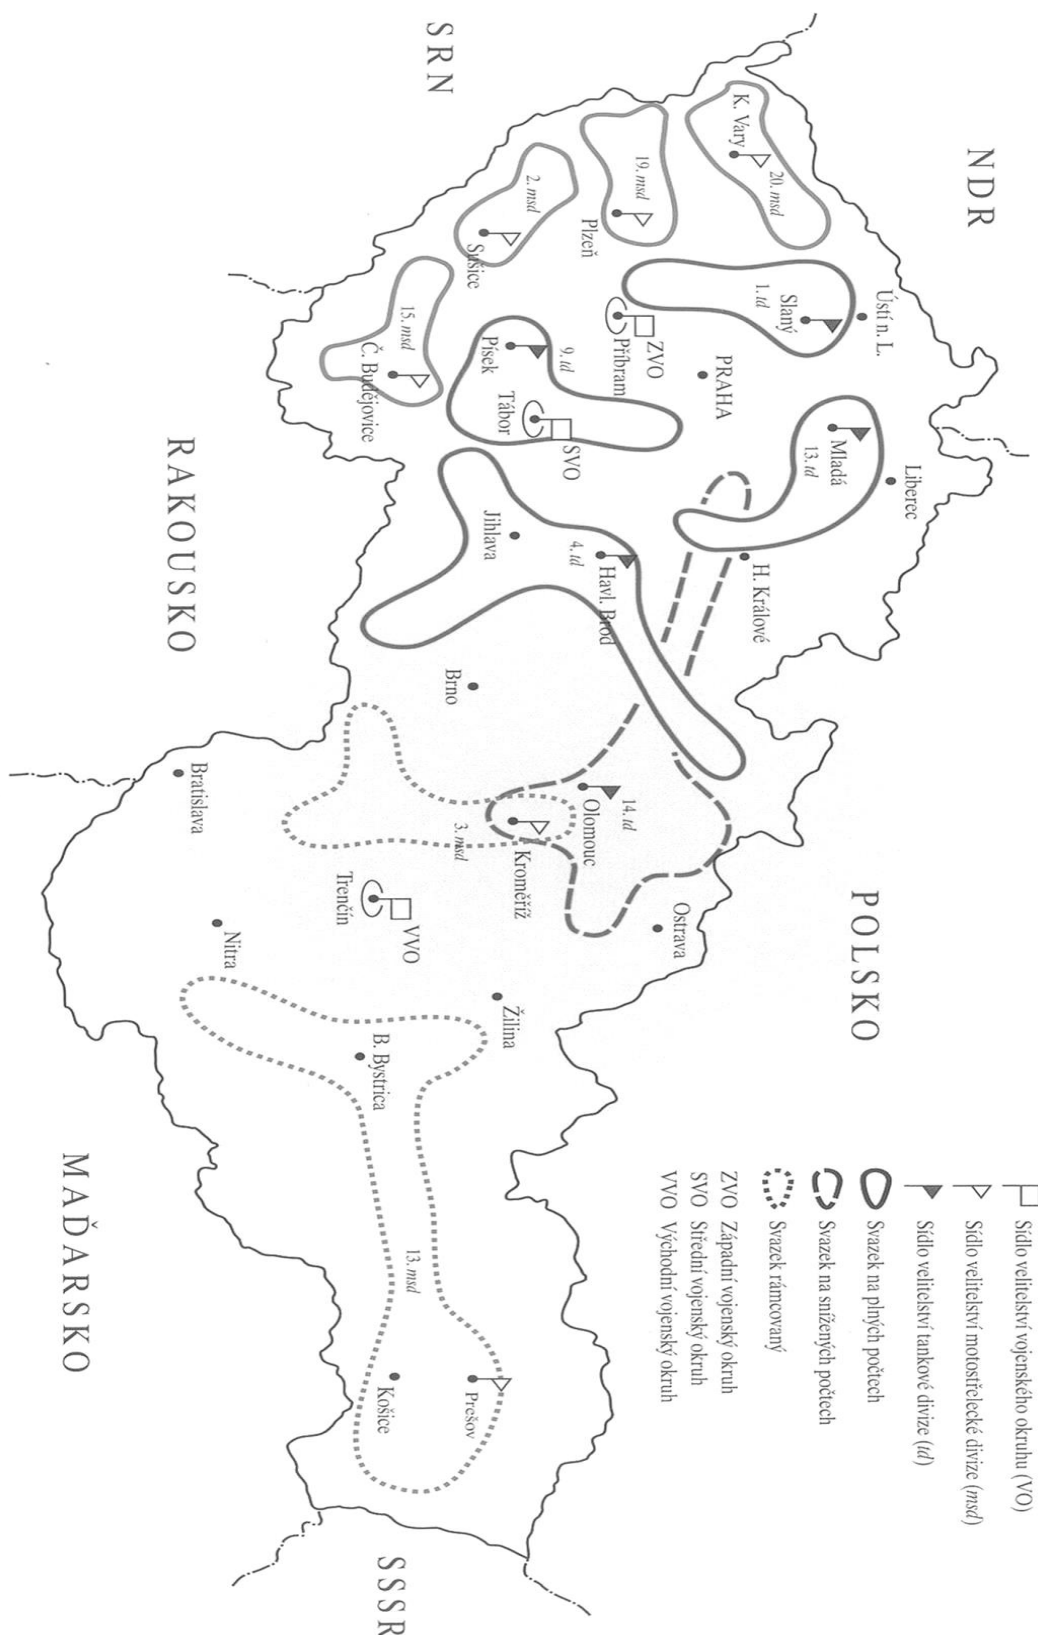 NDR
SRN
POLSKO
RAKOUSKO
MAĎARSKO
SSSR
K. Vary
20. msd
19. msd
Plzeň
2. msd
Sušice
15. msd
Č. Budějovice
Ústí n. L.
Slaný
1. td
ZVO
Příbram
PRAHA
9. td
Písek
Tábor
SVO
Mladá
13. td
Liberec
H. Králové
Havl. Brod
4. td
Jihlava
Brno
14. td
Olomouc
Kroměříž
3. msd
Ostrava
Bratislava
Trenčín
VVO
Nitra
Žilina
B. Bystrica
13. msd
Prešov
Košice
Sídlo velitelství vojenského okruhu (VO)
Sídlo velitelství motostřelecké divize (msd)
Sídlo velitelství tankové divize (td)
Svazek na plných počtech
Svazek na snížených počtech
Svazek rámcovaný
ZVO Západní vojenský okruh
SVO Střední vojenský okruh
VVO Východní vojenský okruh